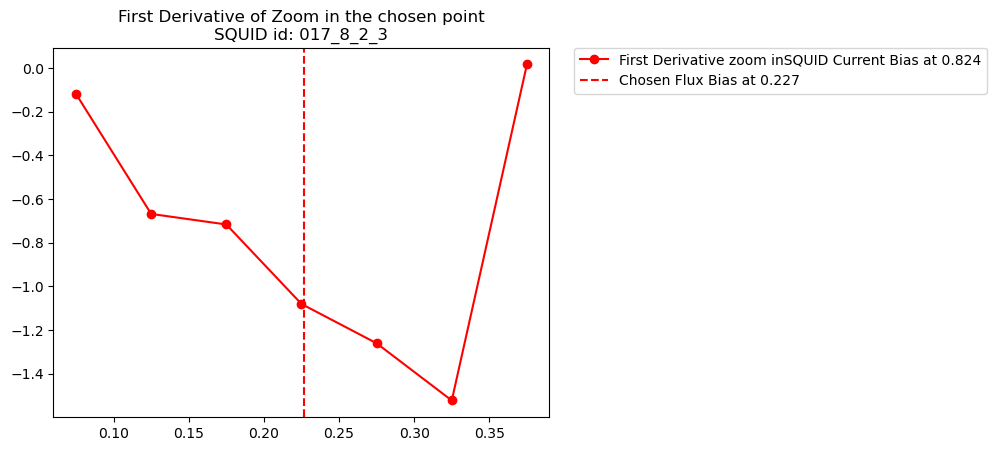 First Derivative of Zoom in the chosen point
SQUID id: 017_8_2_3
First Derivative zoom inSQUID Current Bias at 0.824
Chosen Flux Bias at 0.227
0.0
−0.2
−0.4
−0.6
−0.8
−1.0
−1.2
−1.4
0.10 0.15 0.20 0.25 0.30 0.35